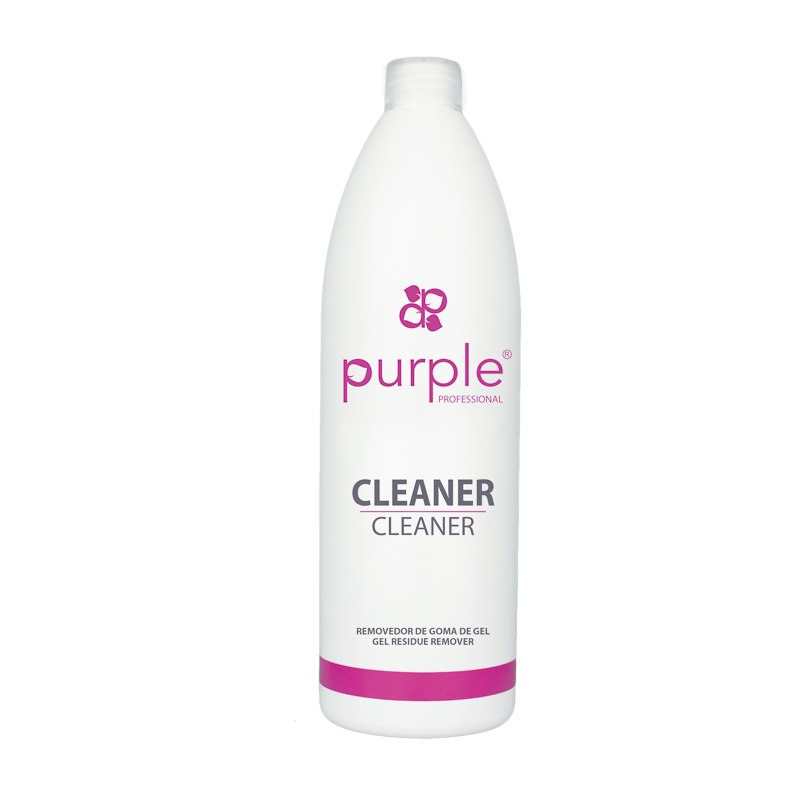 purple®
PROFESSIONAL
CLEANER
CLEANER
REMOVEDOR DE GOMA DE GEL
GEL RESIDUE REMOVER